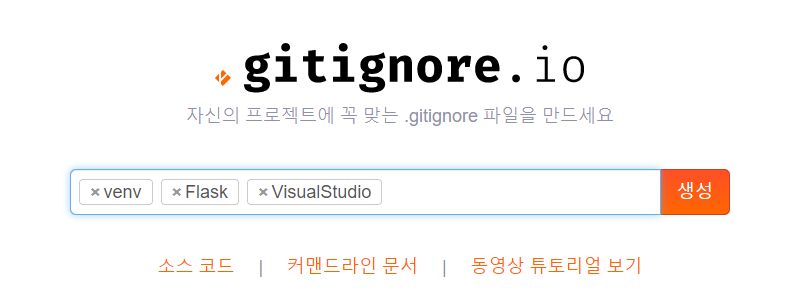 .gitignore.io
자신의 프로젝트에 꼭 맞는 .gitignore 파일을 만드세요
×venv ×Flask ×VisualStudio 생성
소스 코드 | 커맨드라인 문서 | 동영상 튜토리얼 보기